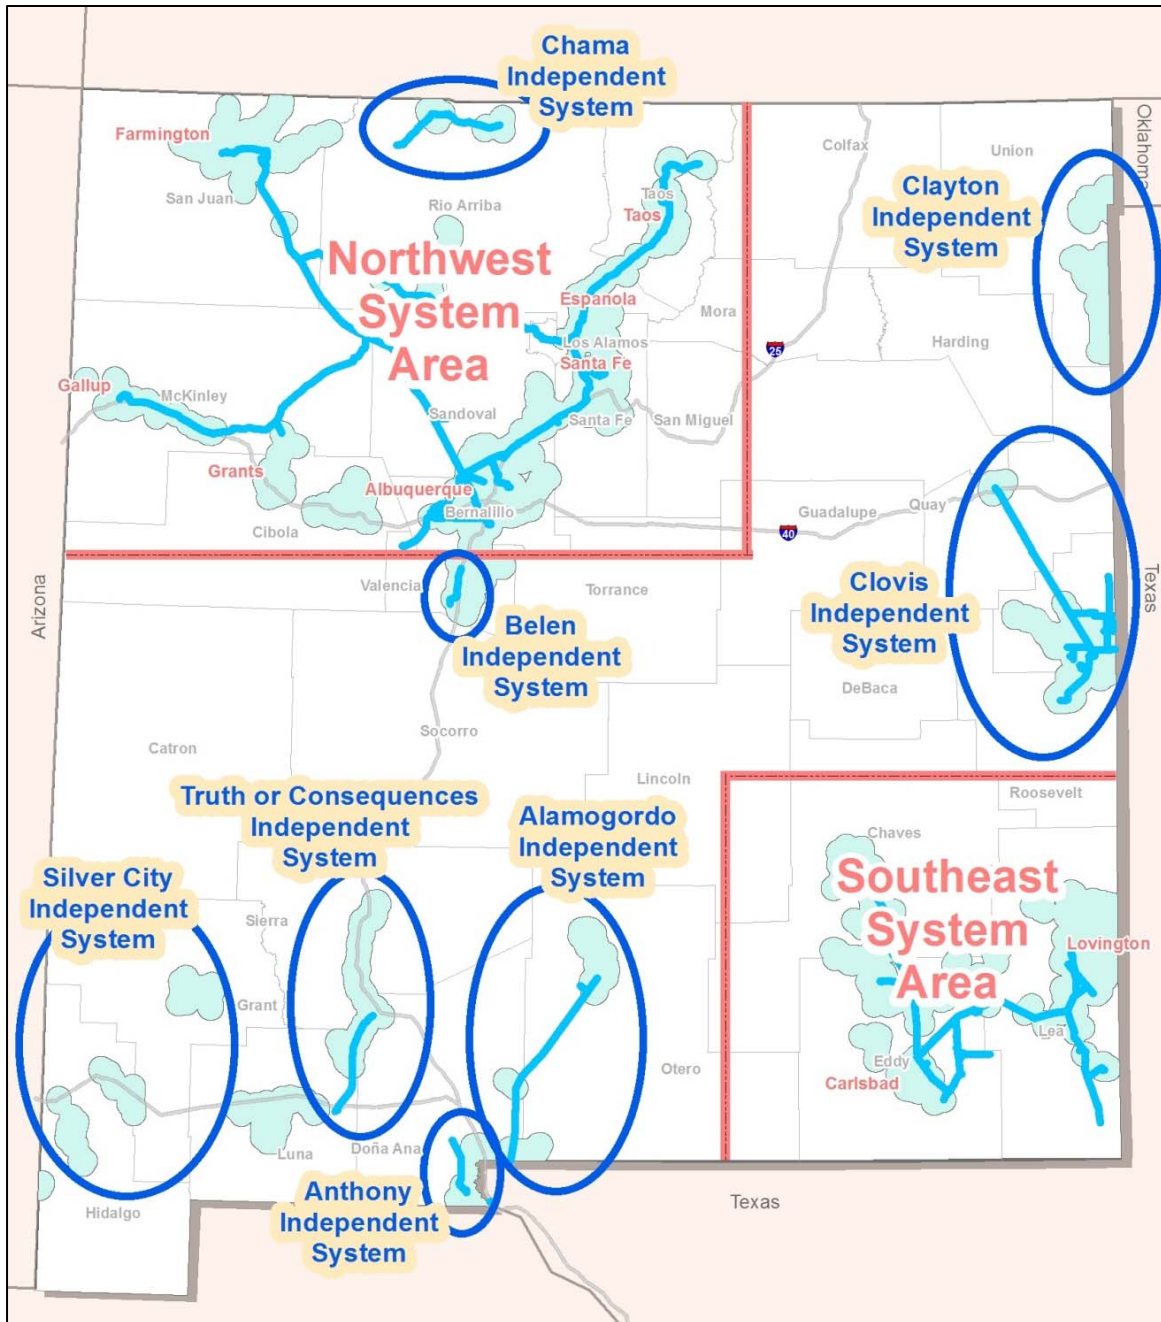 Chama
Independent
System
Farmington
Colfax
Union
Oklahoma
San Juan
Rio Arriba
Taos
Taos
Clayton
Independent
System
Northwest
System
Area
Espanola
Mora
Los Alamos
Harding
25
Santa Fe
Gallup
McKinley
Sandoval
Santa Fe
San Miguel
Grants
Albuquerque
Bernalillo
Cibola
Guadalupe
Quay
40
Arizona
Valencia
Torrance
Texas
Clovis
Independent
System
Belen
Independent
System
DeBaca
Socorro
Catron
Lincoln
Roosevelt
Truth or Consequences
Independent
System
Alamogordo
Independent
System
Chaves
Silver City
Independent
System
Southeast
System
Area
Sierra
Lovington
Grant
Lea
Eddy
Otero
Carlsbad
Luna
Doña Ana
Anthony
Independent
System
Hidalgo
Texas